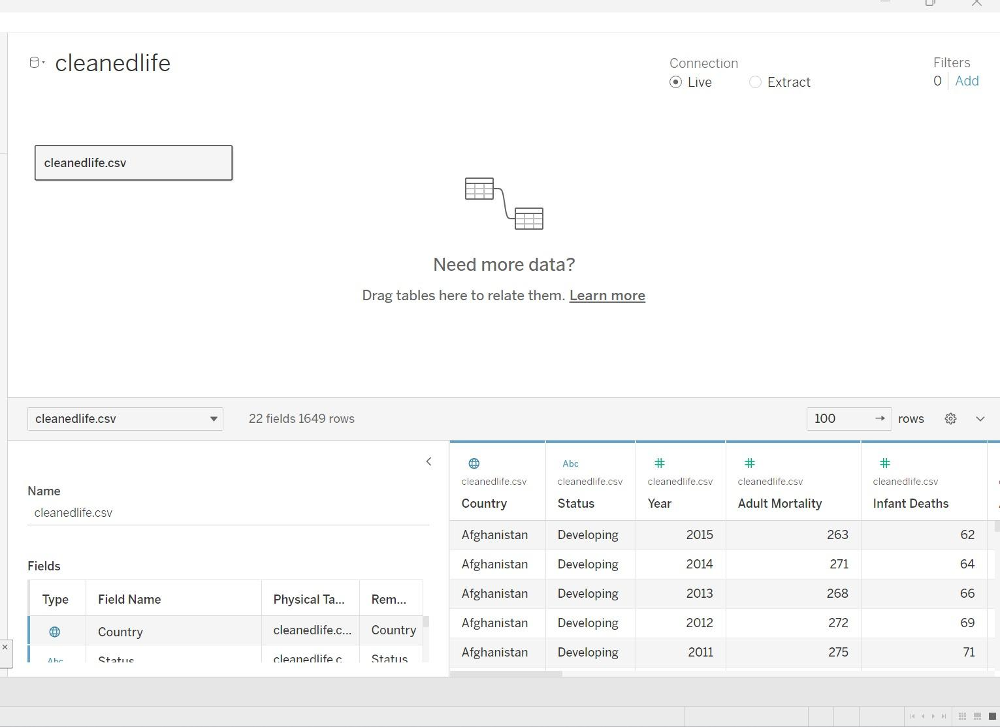 cleanedlife
Connection
Live
Extract
Filters
0
Add
cleanedlife.csv
Need more data?
Drag tables here to relate them. Learn more
cleanedlife.csv
22 fields 1649 rows
100
rows
Name
cleanedlife.csv
Fields
Type Field Name Physical Ta... Rem...
Country cleanedlife.c... Country
Abc Status cleanedlife.c Status
Abc
cleanedlife.csv cleanedlife.csv cleanedlife.csv cleanedlife.csv cleanedlife.csv
Country Status Year Adult Mortality Infant Deaths
Afghanistan Developing 2015 263 62
Afghanistan Developing 2014 271 64
Afghanistan Developing 2013 268 66
Afghanistan Developing 2012 272 69
Afghanistan Developing 2011 275 71